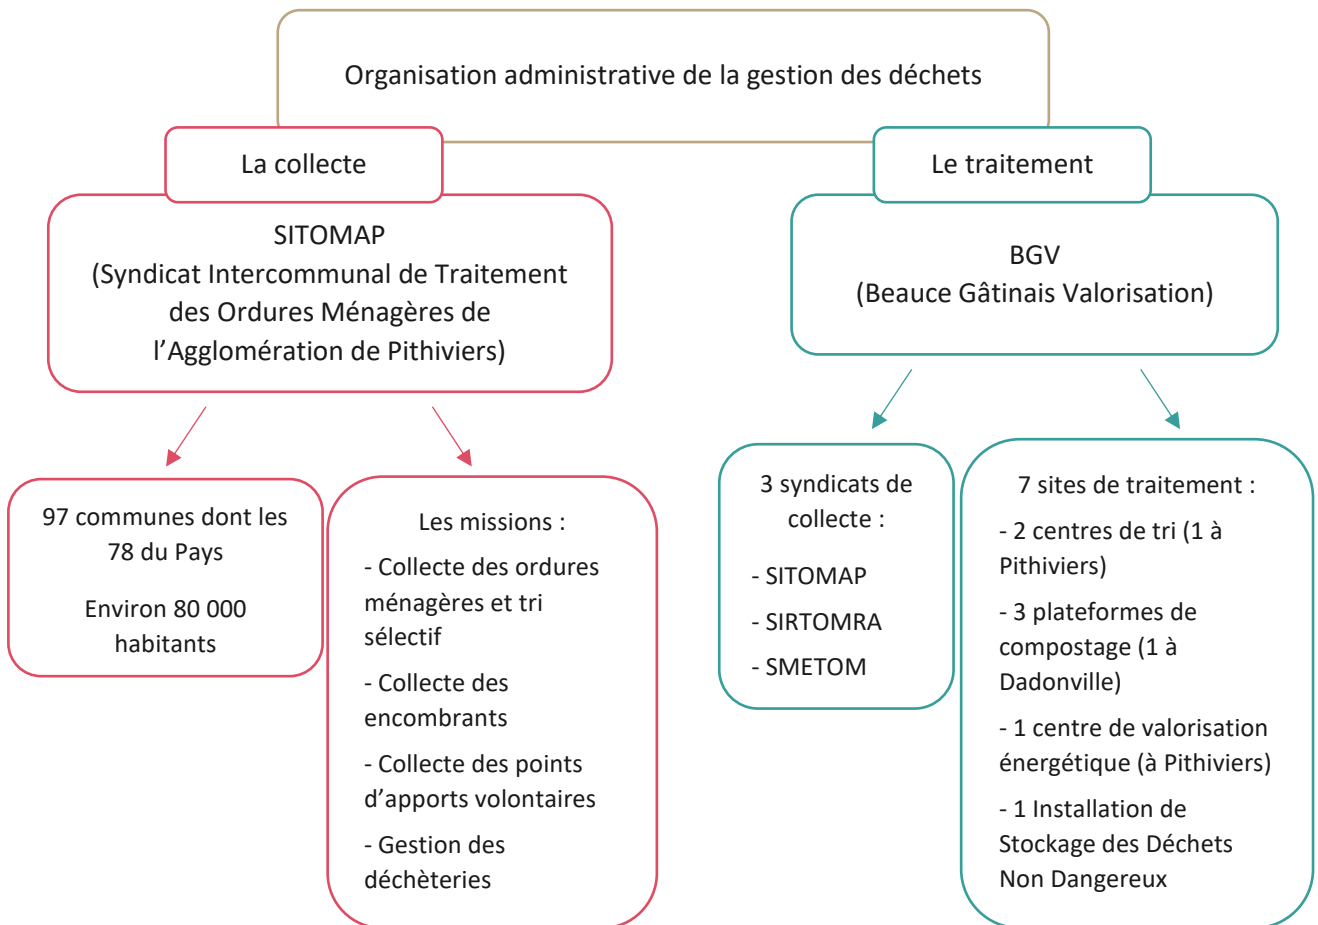 Organisation administrative de la gestion des déchets
La collecte
SITOMAP
(Syndicat Intercommunal de Traitement
des Ordures Ménagères de
l’Agglomération de Pithiviers)
97 communes dont les
78 du Pays
Environ 80 000
habitants
Les missions :
- Collecte des ordures
ménagères et tri
sélectif
- Collecte des
encombrants
- Collecte des points
d’apports volontaires
- Gestion des
déchèteries
Le traitement
BGV
(Beauce Gâtinais Valorisation)
3 syndicats de
collecte :
- SITOMAP
- SIRTOMRA
- SMETOM
7 sites de traitement :
- 2 centres de tri (1 à
Pithiviers)
- 3 plateformes de
compostage (1 à
Dadonville)
- 1 centre de valorisation
énergétique (à Pithiviers)
- 1 Installation de
Stockage des Déchets
Non Dangereux